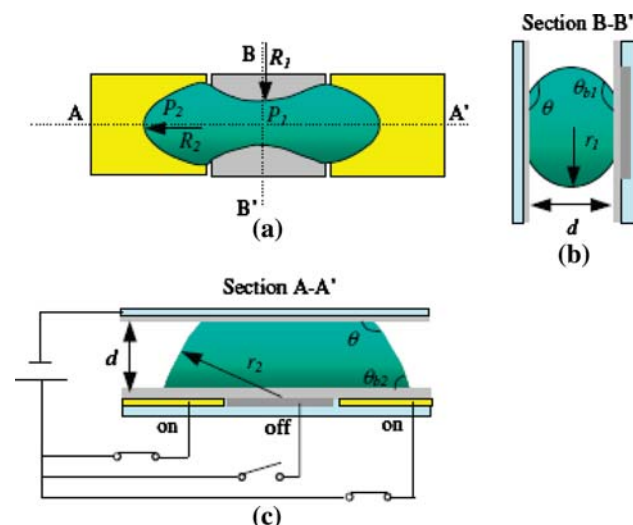 Section B-B'
B
R1
A
P2
P1
A'
R2
θ
θb1
r1
B'
d
(a)
(b)
Section A-A'
d
r2
θ
θb2
on
off
on
(c)